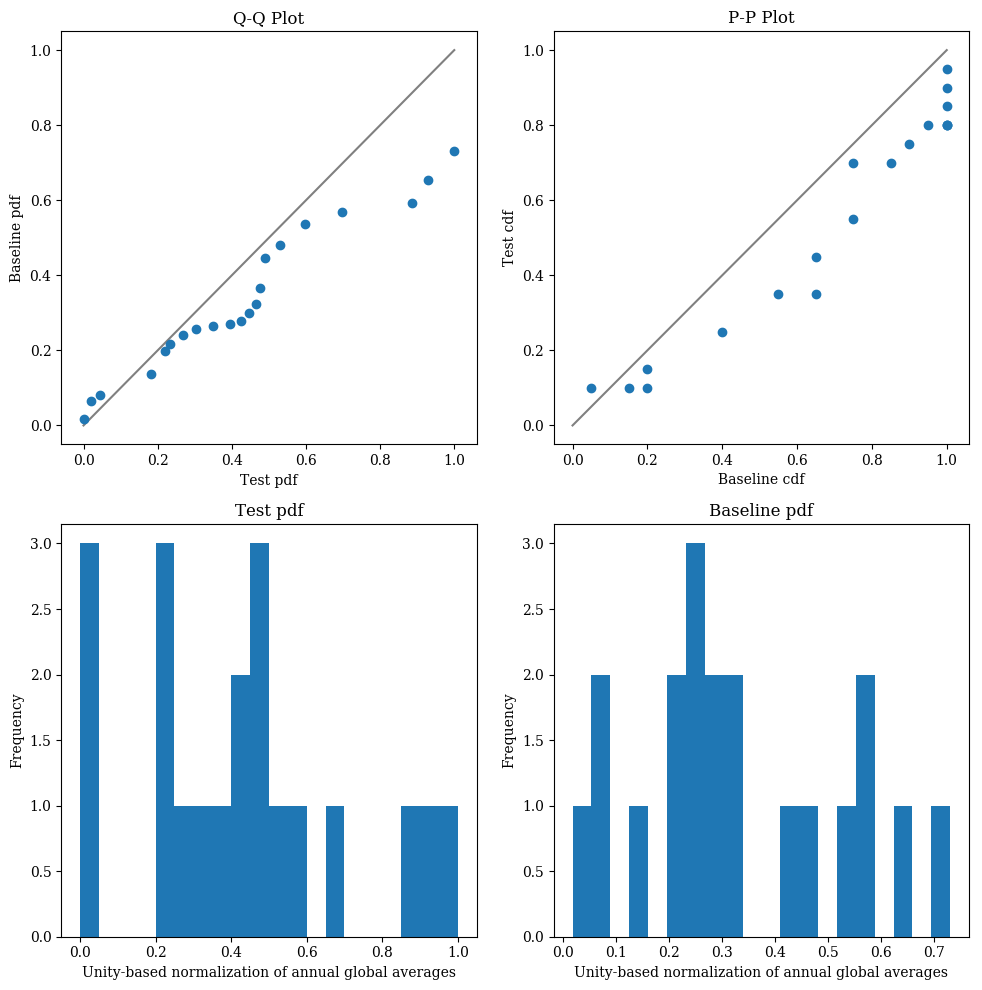 Q-Q Plot
1.0
0.8
0.6
0.4
0.2
0.0
Baseline pdf
0.0 0.2 0.4 0.6 0.8 1.0
Test pdf
P-P Plot
1.0
0.8
0.6
0.4
0.2
0.0
Test cdf
0.0 0.2 0.4 0.6 0.8 1.0
Baseline cdf
Test pdf
3.0
2.5
2.0
1.5
1.0
0.5
0.0
Frequency
0.0 0.2 0.4 0.6 0.8 1.0
Unity-based normalization of annual global averages
Baseline pdf
3.0
2.5
2.0
1.5
1.0
0.5
0.0
Frequency
0.0 0.1 0.2 0.3 0.4 0.5 0.6 0.7
Unity-based normalization of annual global averages